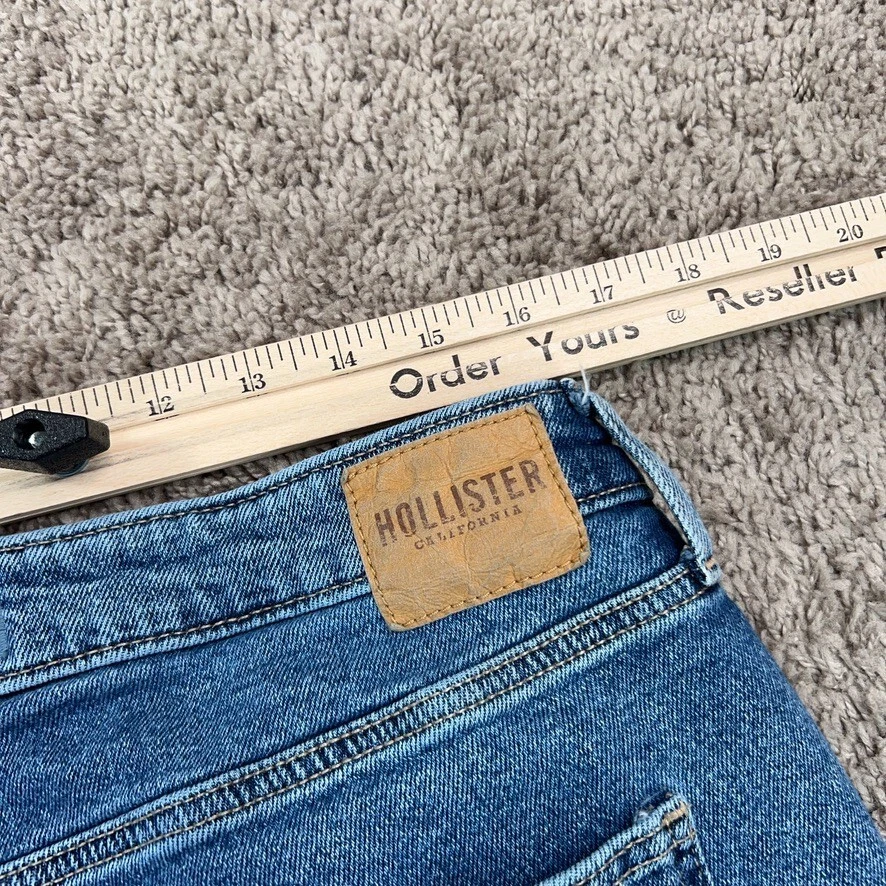 12 13 14 15 16 17 18 19 20
Order Yours @ Reseller
HOLLISTER
CALIFORNIA